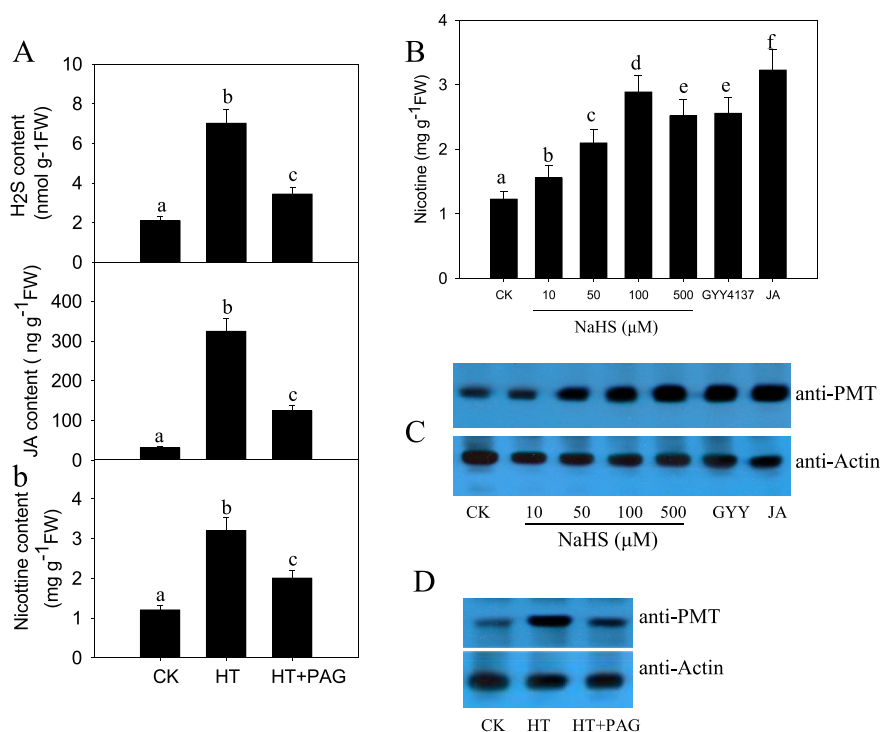 A
H2S content
(nmol g-1FW)
10
8
6
4
2
0
a
b
c
JA content ( ng g-1FW)
400
300
200
100
0
a
b
c
b
Nicottine content
(mg g-1FW)
4
3
2
1
0
a
b
c
CK HT HT+PAG
B
Nicotine (mg g-1FW)
4
3
2
1
0
a
b
c
d
e
e
f
CK 10 50 100 500 GYY4137 JA
NaHS (μM)
C
anti-PMT
anti-Actin
CK 10 50 100 500 GYY JA
NaHS (μM)
D
anti-PMT
anti-Actin
CK HT HT+PAG